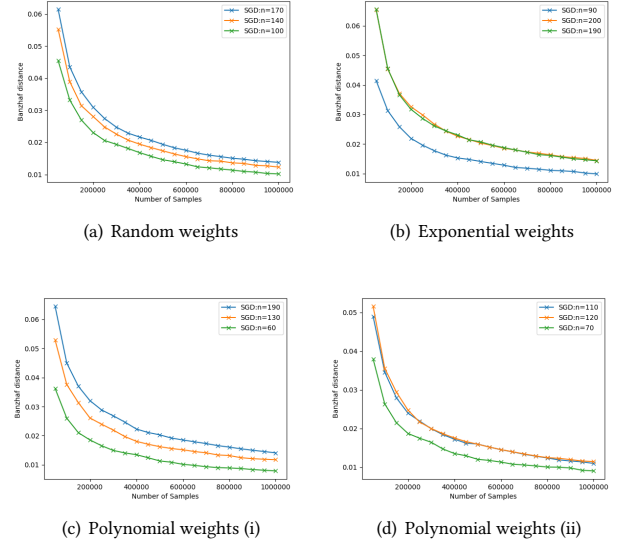 SGD:n=170
SGD:n=140
SGD:n=100
0.06
0.05
0.04
0.03
0.02
0.01
Banzhaf distance
200000 400000 600000 800000 1000000
Number of Samples
(a) Random weights
SGD:n=90
SGD:n=200
SGD:n=190
0.06
0.05
0.04
0.03
0.02
0.01
Banzhaf distance
200000 400000 600000 800000 1000000
Number of Samples
(b) Exponential weights
SGD:n=190
SGD:n=130
SGD:n=60
0.06
0.05
0.04
0.03
0.02
0.01
Banzhaf distance
200000 400000 600000 800000 1000000
Number of Samples
(c) Polynomial weights (i)
SGD:n=110
SGD:n=120
SGD:n=70
0.05
0.04
0.03
0.02
0.01
Banzhaf distance
200000 400000 600000 800000 1000000
Number of Samples
(d) Polynomial weights (ii)